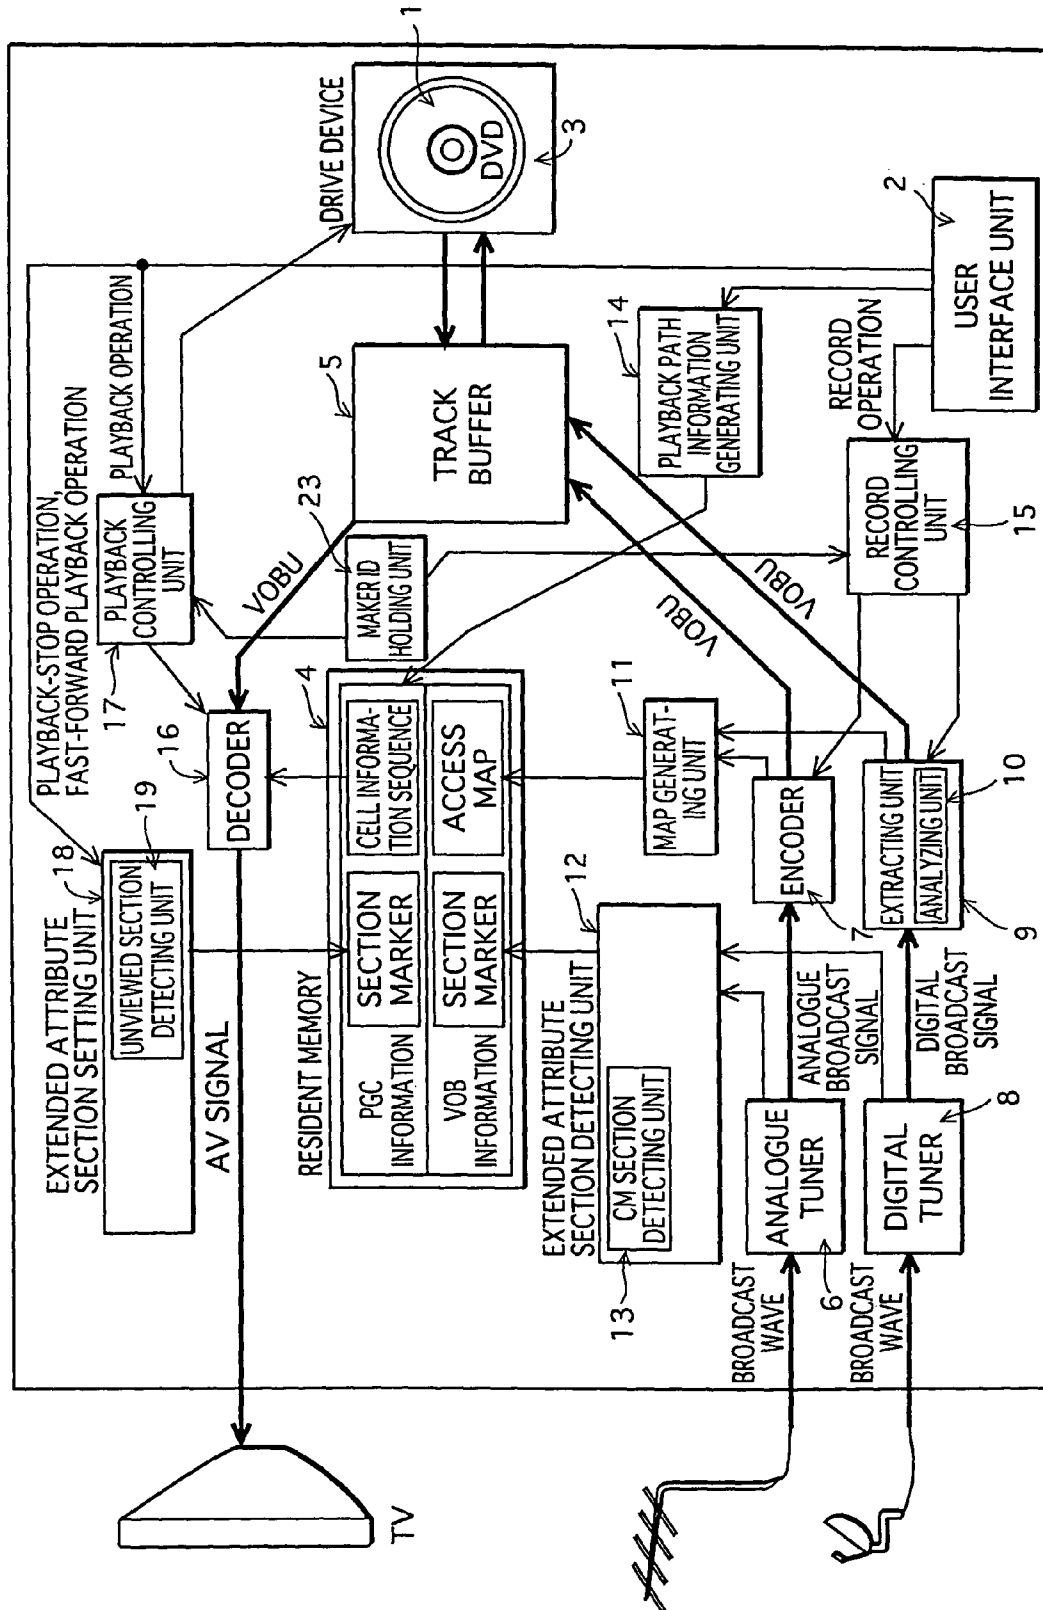 TV
AV SIGNAL
EXTENDED ATTRIBUTE
SECTION SETTING UNIT
18
UNVIEWED SECTION
DETECTING UNIT
19
PLAYBACK-STOP OPERATION,
FAST-FORWARD PLAYBACK OPERATION
PLAYBACK OPERATION
PLAYBACK
CONTROLLING
UNIT
17
16
DECODER
VOBU
DRIVE DEVICE
1
DVD
3
RESIDENT MEMORY
4
PGC
INFORMATION
SECTION
MARKER
CELL INFORMA-
TION SEQUENCE
VOB
INFORMATION
SECTION
MARKER
ACCESS
MAP
MAKER ID
HOLDING UNIT
23
5
TRACK
BUFFER
EXTENDED ATTRIBUTE
SECTION DETECTING UNIT
12
CM SECTION
DETECTING UNIT
13
MAP GENERAT-
ING UNIT
11
VOBU
VOBU
14
PLAYBACK PATH
INFORMATION
GENERATING UNIT
BROADCAST
WAVE
ANALOGUE
TUNER
6
ANALOGUE
BROADCAST
SIGNAL
ENCODER
7
BROADCAST
WAVE
DIGITAL
TUNER
8
DIGITAL
BROADCAST
SIGNAL
EXTRACTING UNIT
ANALYZING UNIT
10
9
RECORD
CONTROLLING
UNIT
15
RECORD
OPERATION
2
USER
INTERFACE UNIT